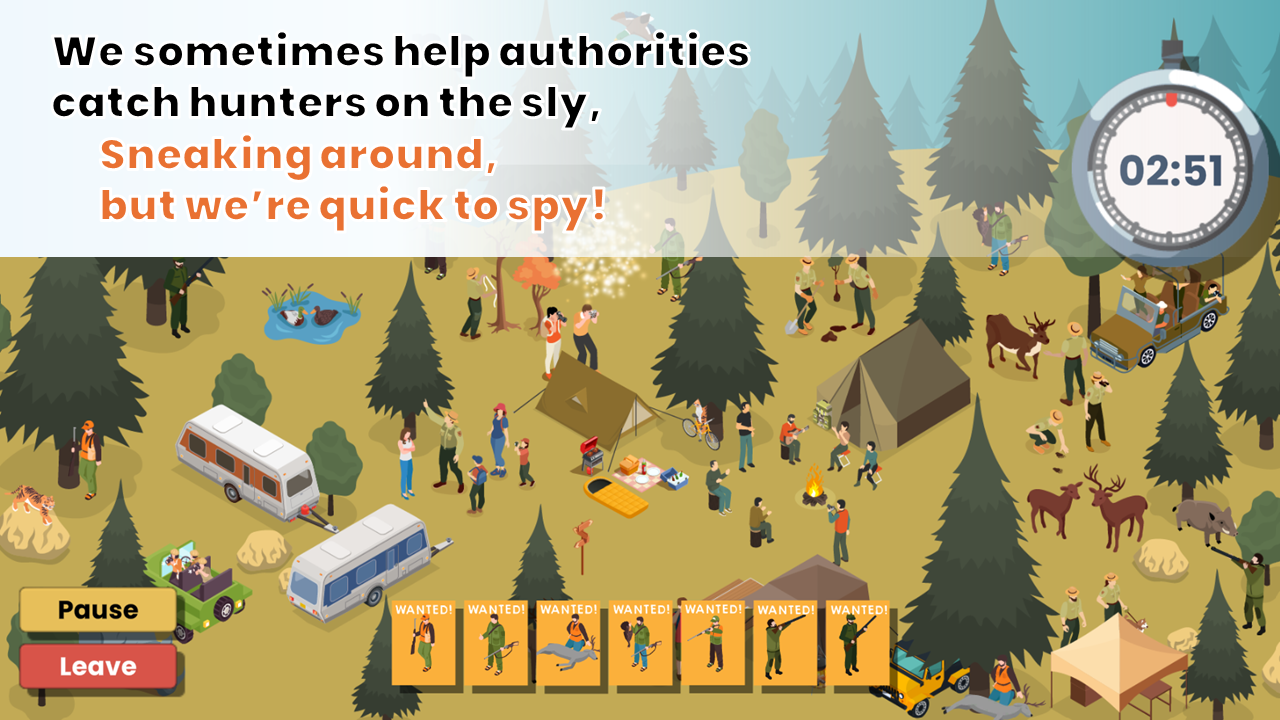 We sometimes help authorities
catch hunters on the sly,
Sneaking around,
but we're quick to spy!
02:51
Pause
Leave
WANTED!
WANTED!
WANTED!
WANTED!
WANTED!
WANTED!
WANTED!